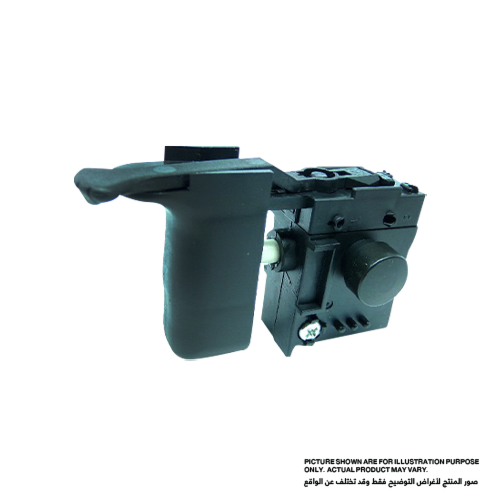 PICTURE SHOWN ARE FOR ILLUSTRATION PURPOSE
ONLY. ACTUAL PRODUCT MAY VARY.
صور المنتج لأغراض التوضيح فقط وقد تختلف عن الواقع